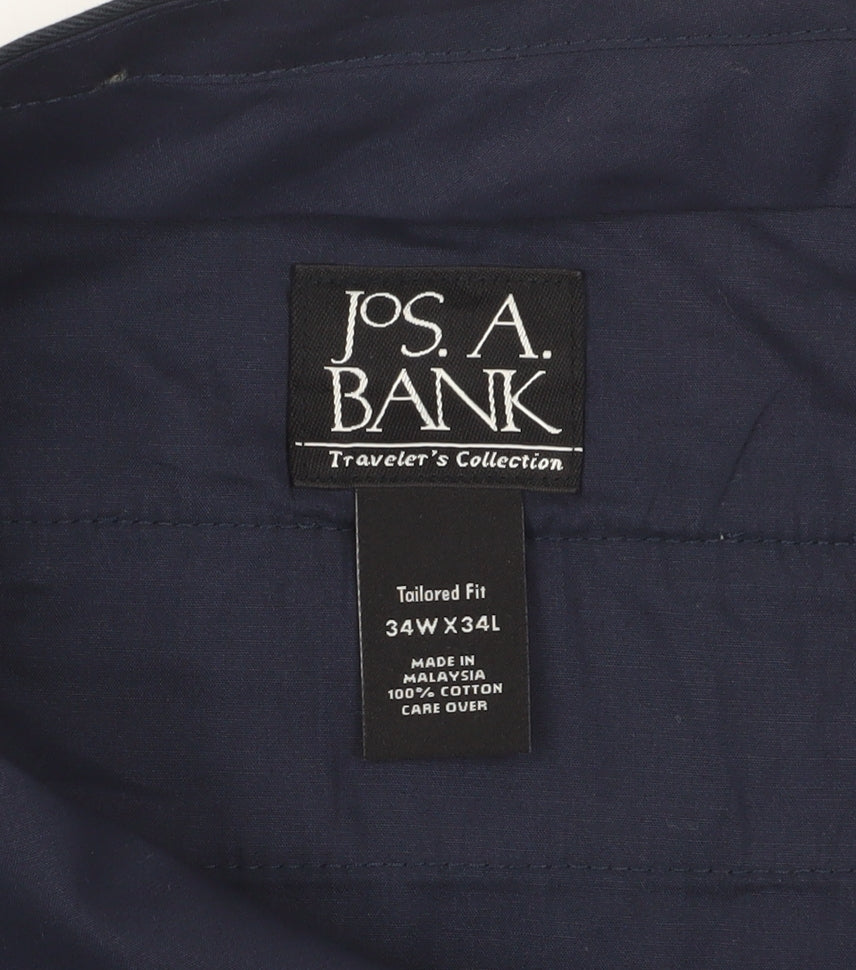 JoS. A.
BANK
Traveler's Collection
Tailored Fit
34W X 34L
MADE IN
MALAYSIA
100% COTTON
CARE OVER